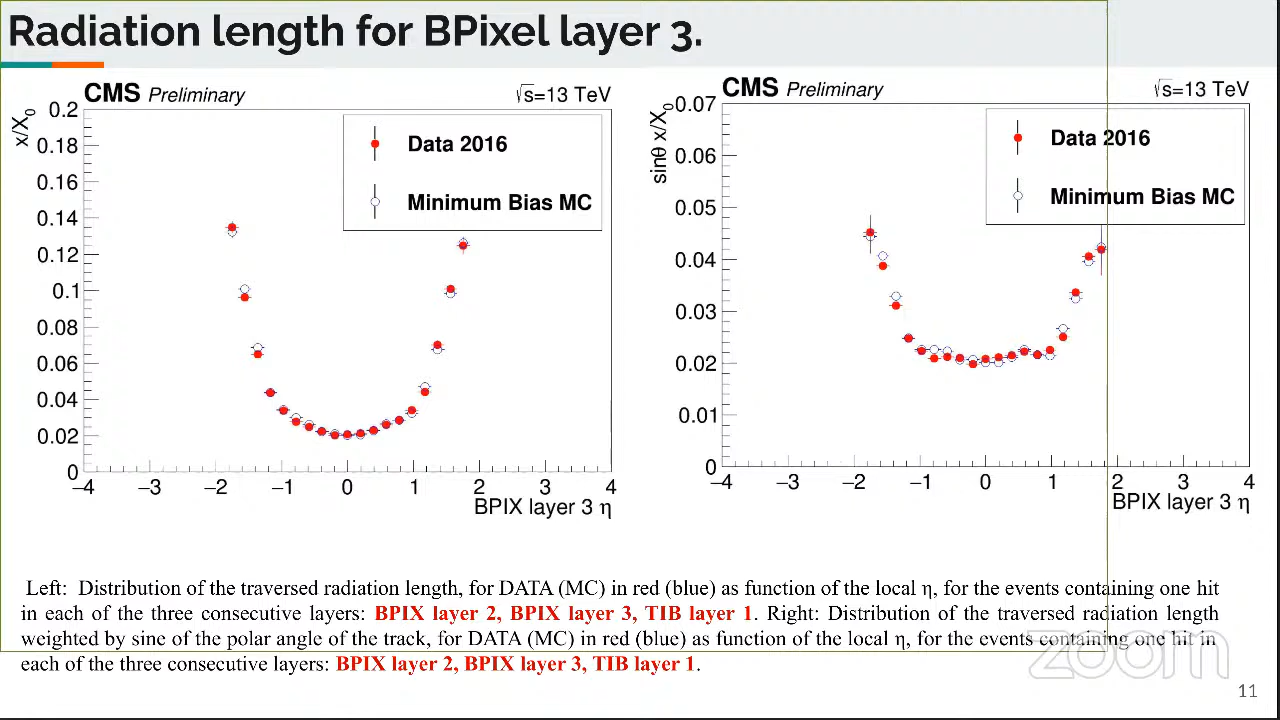 Radiation length for BPixel layer 3.
CMS Preliminary
√s=13 TeV
x/X0
0.2
0.18
0.16
0.14
0.12
0.1
0.08
0.06
0.04
0.02
0
Data 2016
Minimum Bias MC
−4 −3 −2 −1 0 1 2 3 4
BPIX layer 3 η
CMS Preliminary
√s=13 TeV
sinθ x/X0
0.07
0.06
0.05
0.04
0.03
0.02
0.01
0
Data 2016
Minimum Bias MC
−4 −3 −2 −1 0 1 2 3 4
BPIX layer 3 η
Left: Distribution of the traversed radiation length, for DATA (MC) in red (blue) as function of the local η, for the events containing one hit
in each of the three consecutive layers: BPIX layer 2, BPIX layer 3, TIB layer 1. Right: Distribution of the traversed radiation length
weighted by sine of the polar angle of the track, for DATA (MC) in red (blue) as function of the local η, for the events containing one hit in
each of the three consecutive layers: BPIX layer 2, BPIX layer 3, TIB layer 1.
zoom
11